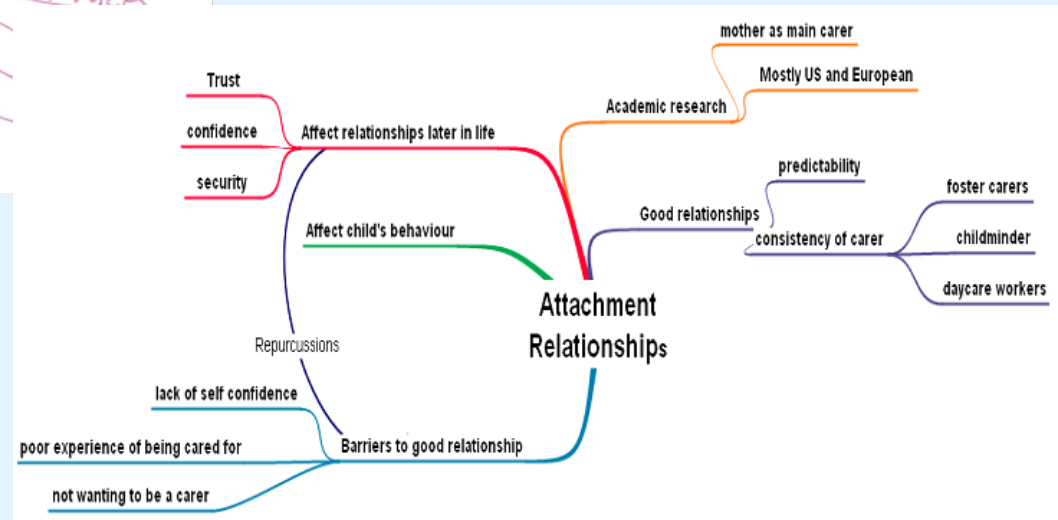 mother as main carer
Mostly US and European
Academic research
Trust
confidence
security
Affect relationships later in life
predictability
Good relationships
consistency of carer
foster carers
childminder
daycare workers
Affect child's behaviour
Attachment
Relationships
Repurcussions
lack of self confidence
poor experience of being cared for
not wanting to be a carer
Barriers to good relationship